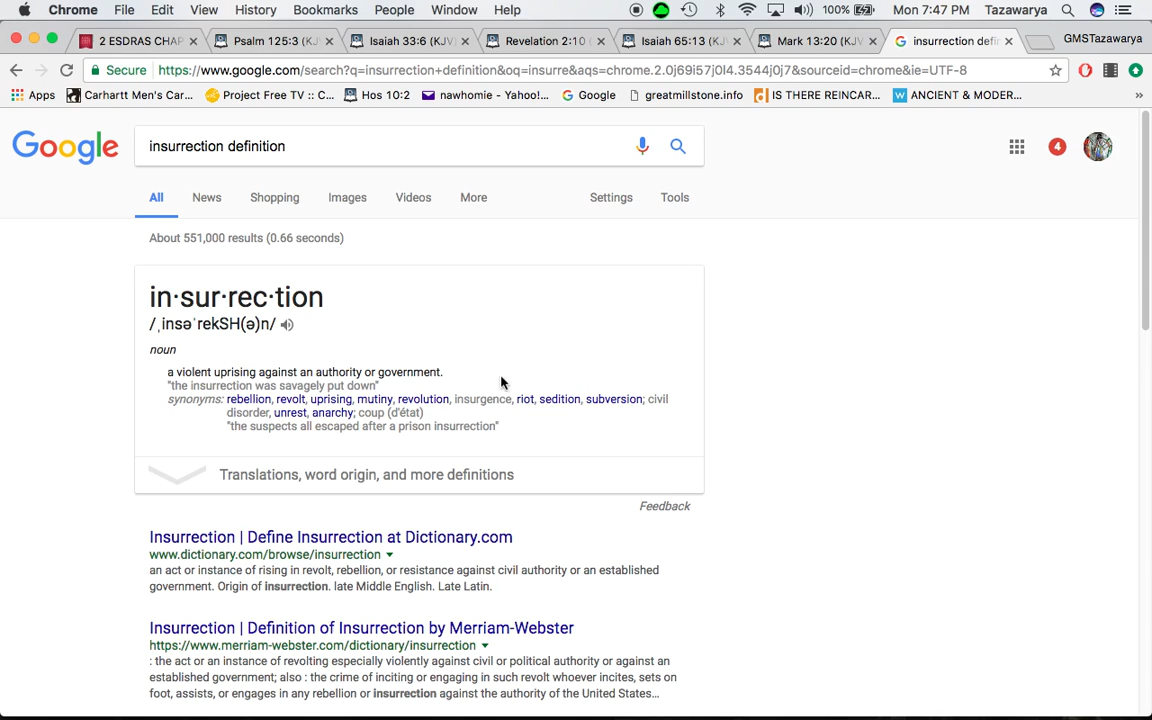 Chrome File Edit View History Bookmarks People Window Help 100% Mon 7:47 PM Tazawarya
2 ESDRAS CHAP Psalm 125:3 (KJ Isaiah 33:6 (KJV) Revelation 2:10 ( Isaiah 65:13 (KJ Mark 13:20 (KJV insurrection defin GMSTazawarya
Secure https://www.google.com/search?q=insurrection+definition&oq=insurre&aqs=chrome.2.0j69i57j0l4.3544j0j7&sourceid=chrome&ie=UTF-8
Apps Carhartt Men's Car... Project Free TV :: C... Hos 10:2 nawhomie - Yahoo!... Google greatmillstone.info IS THERE REINCAR... ANCIENT & MODER... »
Google insurrection definition 4
All News Shopping Images Videos More Settings Tools
About 551,000 results (0.66 seconds)
in·sur·rec·tion
/ˌinsəˈrekSH(ə)n/
noun
a violent uprising against an authority or government.
"the insurrection was savagely put down"
synonyms: rebellion, revolt, uprising, mutiny, revolution, insurgence, riot, sedition, subversion; civil
disorder, unrest, anarchy; coup (d'état)
"the suspects all escaped after a prison insurrection"
Translations, word origin, and more definitions
Feedback
Insurrection | Define Insurrection at Dictionary.com
www.dictionary.com/browse/insurrection
an act or instance of rising in revolt, rebellion, or resistance against civil authority or an established
government. Origin of insurrection. late Middle English. Late Latin.
Insurrection | Definition of Insurrection by Merriam-Webster
https://www.merriam-webster.com/dictionary/insurrection
: the act or an instance of revolting especially violently against civil or political authority or against an
established government; also : the crime of inciting or engaging in such revolt whoever incites, sets on
foot, assists, or engages in any rebellion or insurrection against the authority of the United States...